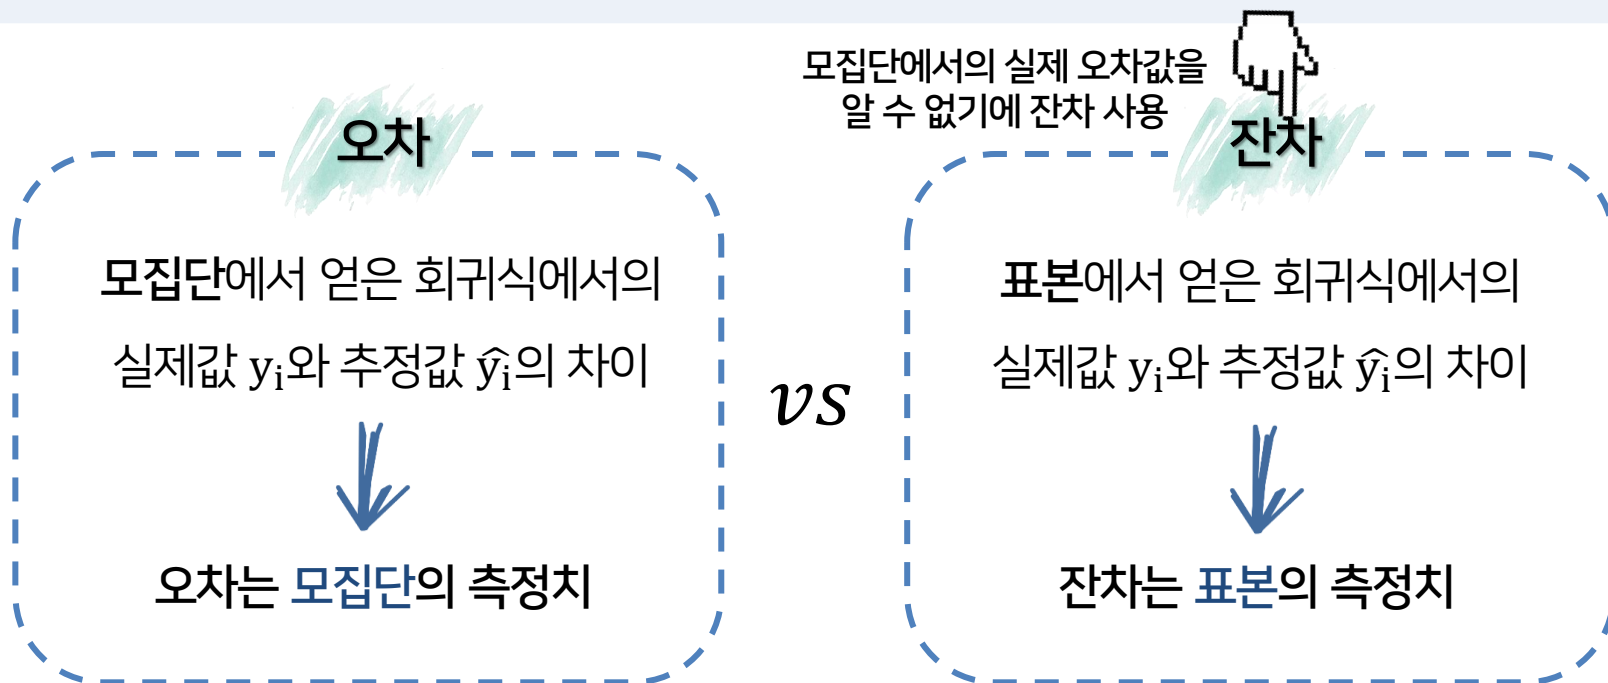 모집단에서의 실제 오차값을
알 수 없기에 잔차 사용
오차
모집단에서 얻은 회귀식에서의
실제값 yᵢ와 추정값 ŷᵢ의 차이
오차는 모집단의 측정치
vs
잔차
표본에서 얻은 회귀식에서의
실제값 yᵢ와 추정값 ŷᵢ의 차이
잔차는 표본의 측정치